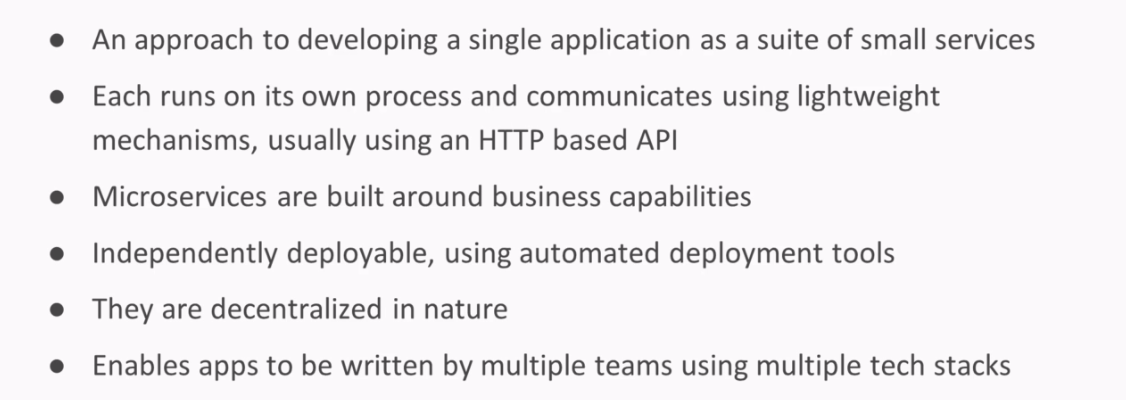 ● An approach to developing a single application as a suite of small services
● Each runs on its own process and communicates using lightweight
mechanisms, usually using an HTTP based API
● Microservices are built around business capabilities
● Independently deployable, using automated deployment tools
● They are decentralized in nature
● Enables apps to be written by multiple teams using multiple tech stacks